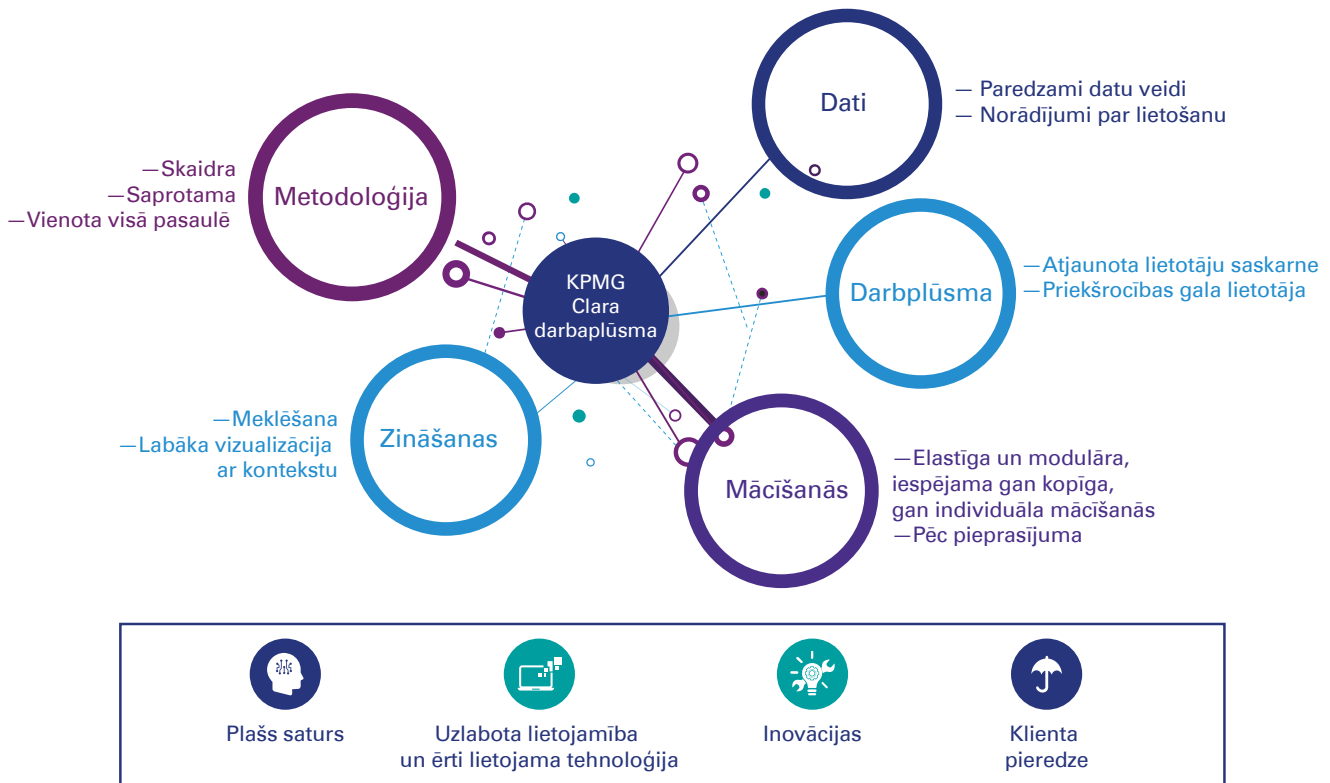 Metodoloģija
—Skaidra
—Saprotama
—Vienota visā pasaulē
Dati
— Paredzami datu veidi
— Norādījumi par lietošanu
KPMG
Clara
darbaplūsma
Darbplūsma
—Atjaunota lietotāju saskarne
—Priekšrocības gala lietotāja
Zināšanas
—Meklēšana
—Labāka vizualizācija
ar kontekstu
Mācīšanās
—Elastīga un modulāra,
iespējama gan kopīga,
gan individuāla mācīšanās
—Pēc pieprasījuma
Plašs saturs
Uzlabota lietojamība
un ērti lietojama tehnoloģija
Inovācijas
Klienta
pieredze